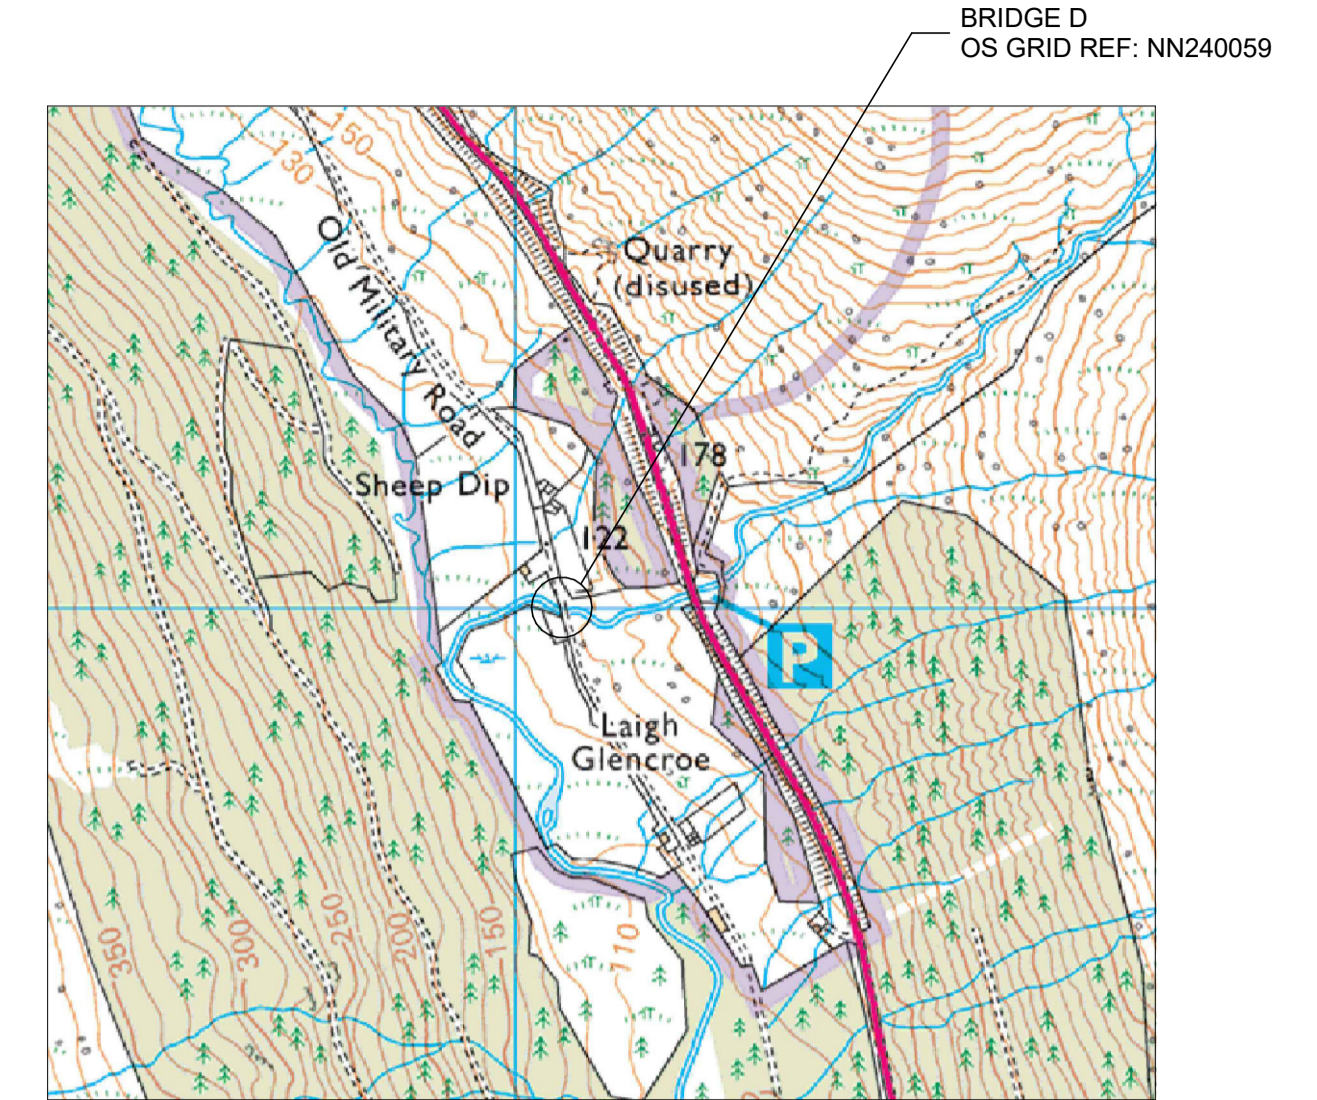 BRIDGE D
OS GRID REF: NN240059
150
130
Old Military Road
Quarry
(disused)
178
Sheep Dip
122
P
Laigh
Glencroe
350
300
250
200
150
110